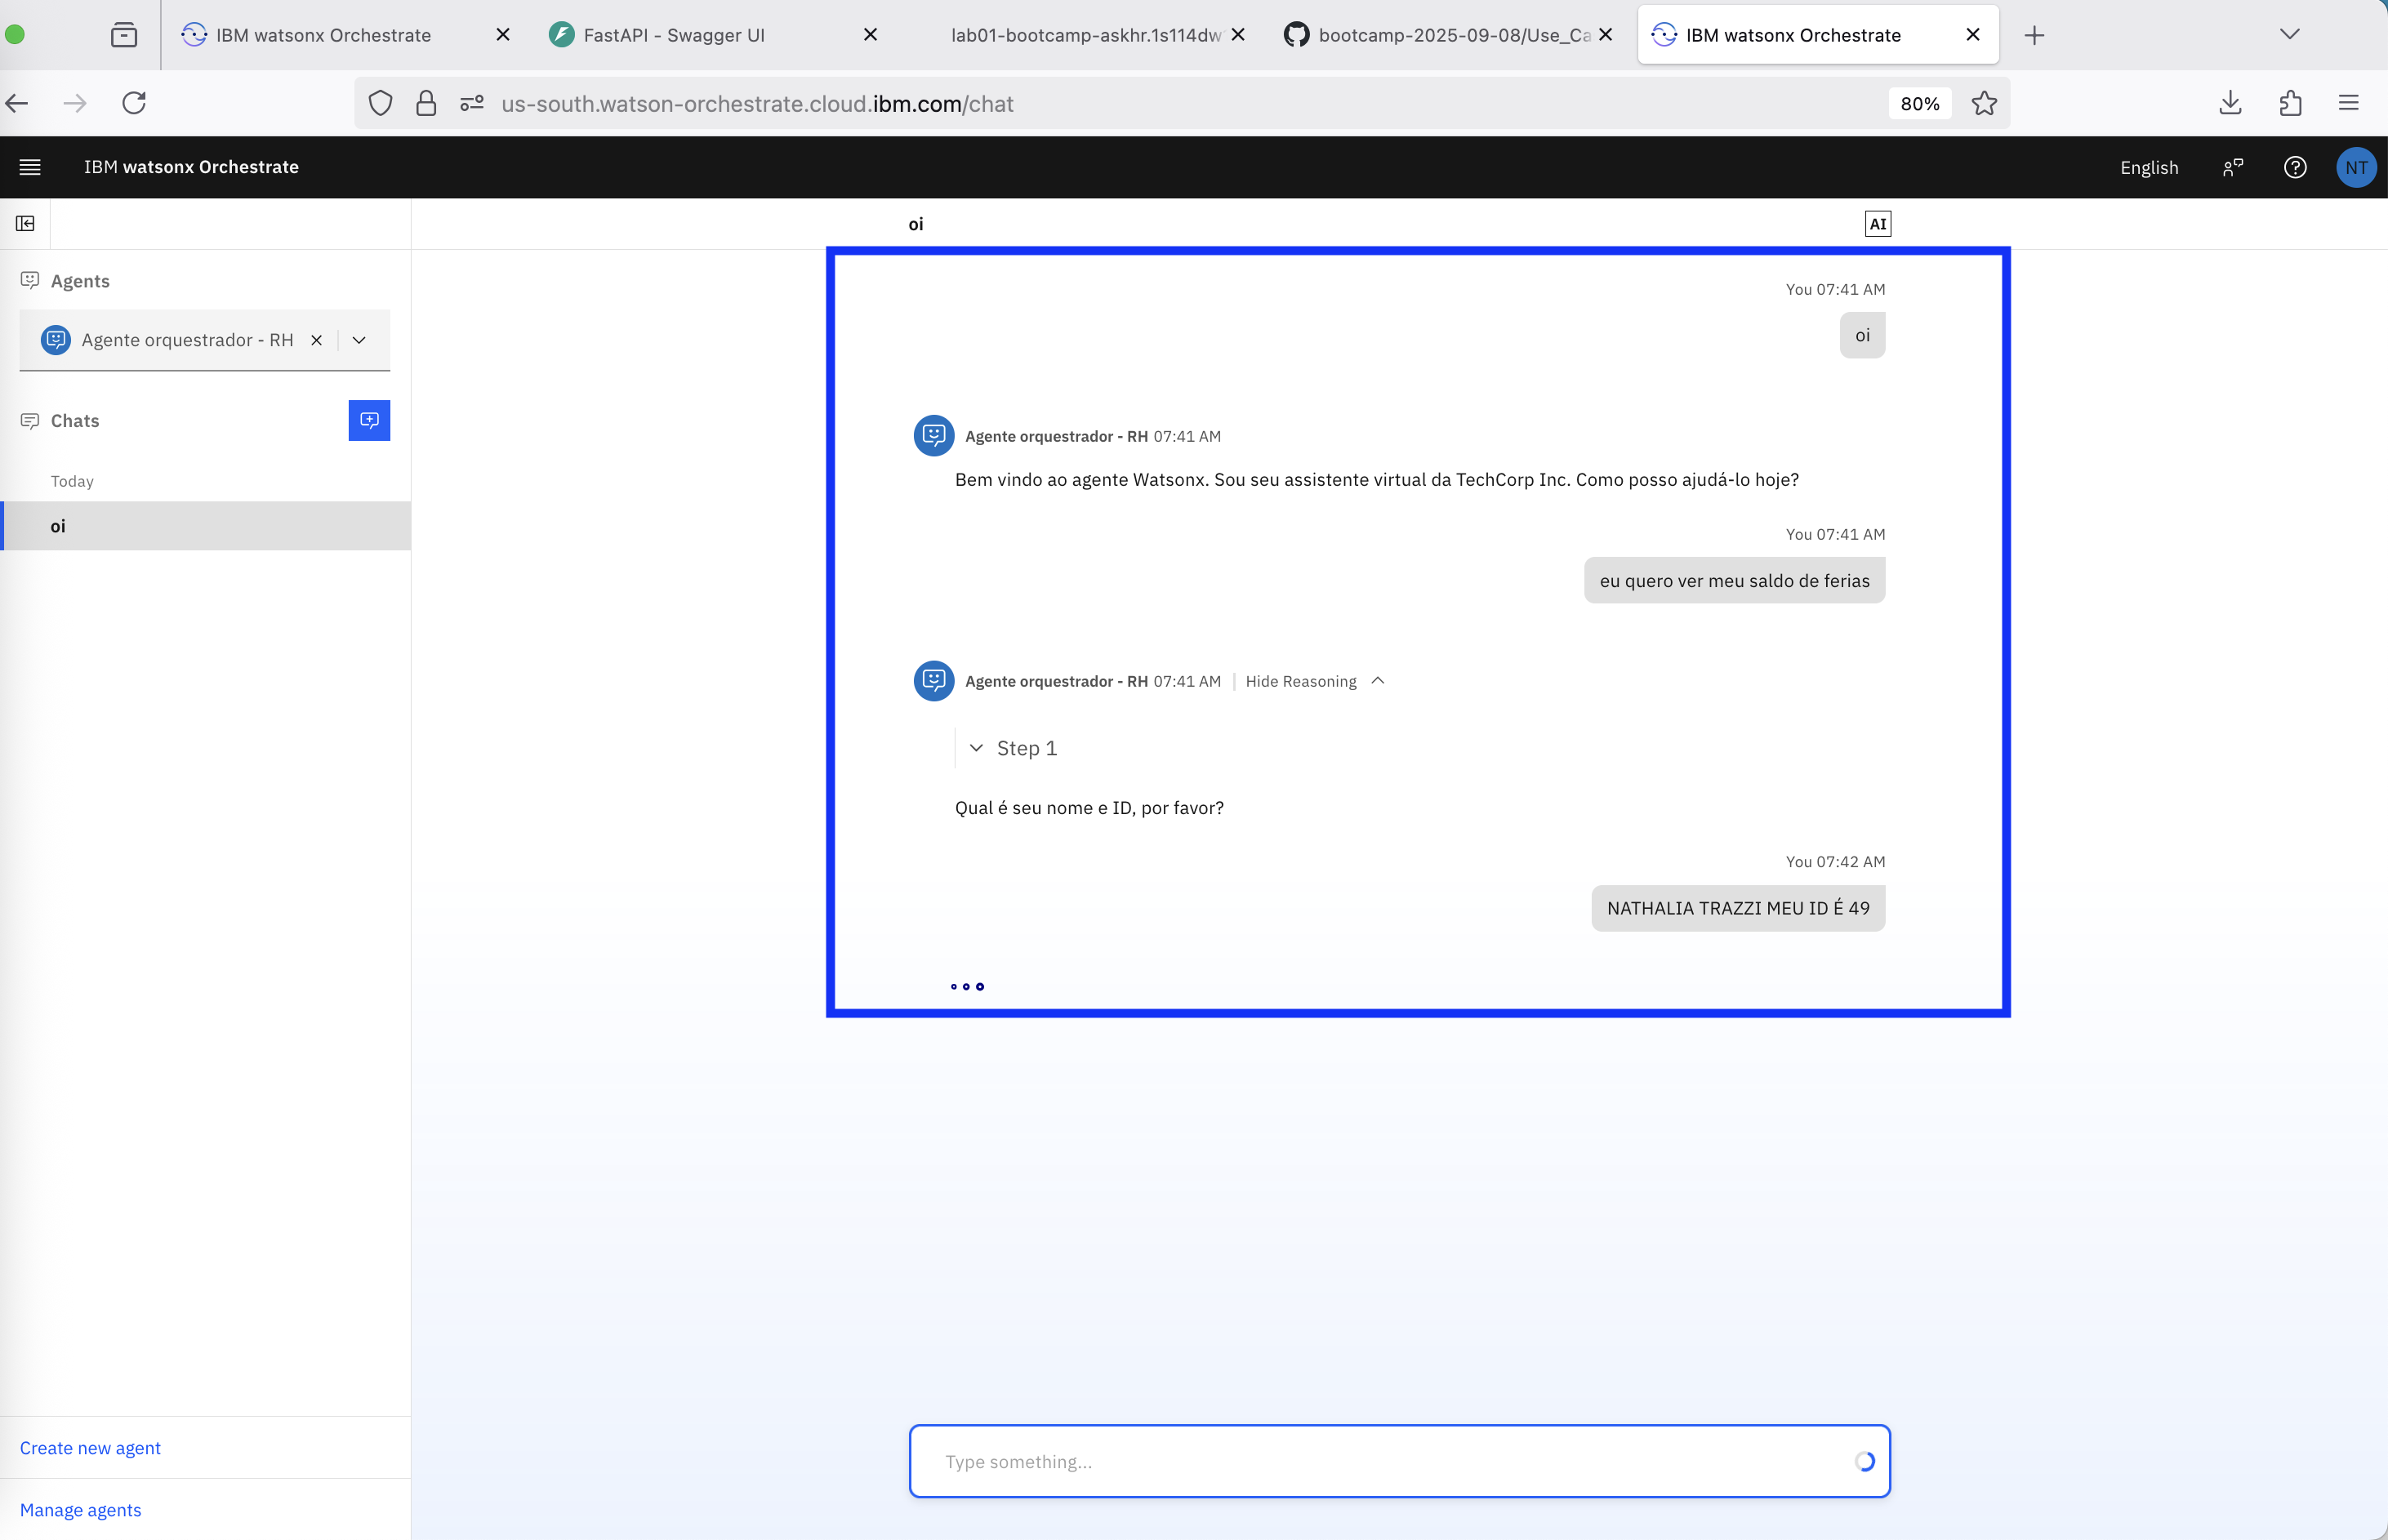 IBM watsonx Orchestrate
FastAPI - Swagger UI
lab01-bootcamp-askhr.1s114dw
bootcamp-2025-09-08/Use_Ca
IBM watsonx Orchestrate
us-south.watson-orchestrate.cloud.ibm.com/chat
80%
IBM watsonx Orchestrate
English
NT
oi
AI
Agents
Agente orquestrador - RH
Chats
Today
oi
Create new agent
Manage agents
You 07:41 AM
oi
Agente orquestrador - RH 07:41 AM
Bem vindo ao agente Watsonx. Sou seu assistente virtual da TechCorp Inc. Como posso ajudá-lo hoje?
You 07:41 AM
eu quero ver meu saldo de ferias
Agente orquestrador - RH 07:41 AM | Hide Reasoning
Step 1
Qual é seu nome e ID, por favor?
You 07:42 AM
NATHALIA TRAZZI MEU ID É 49
Type something...